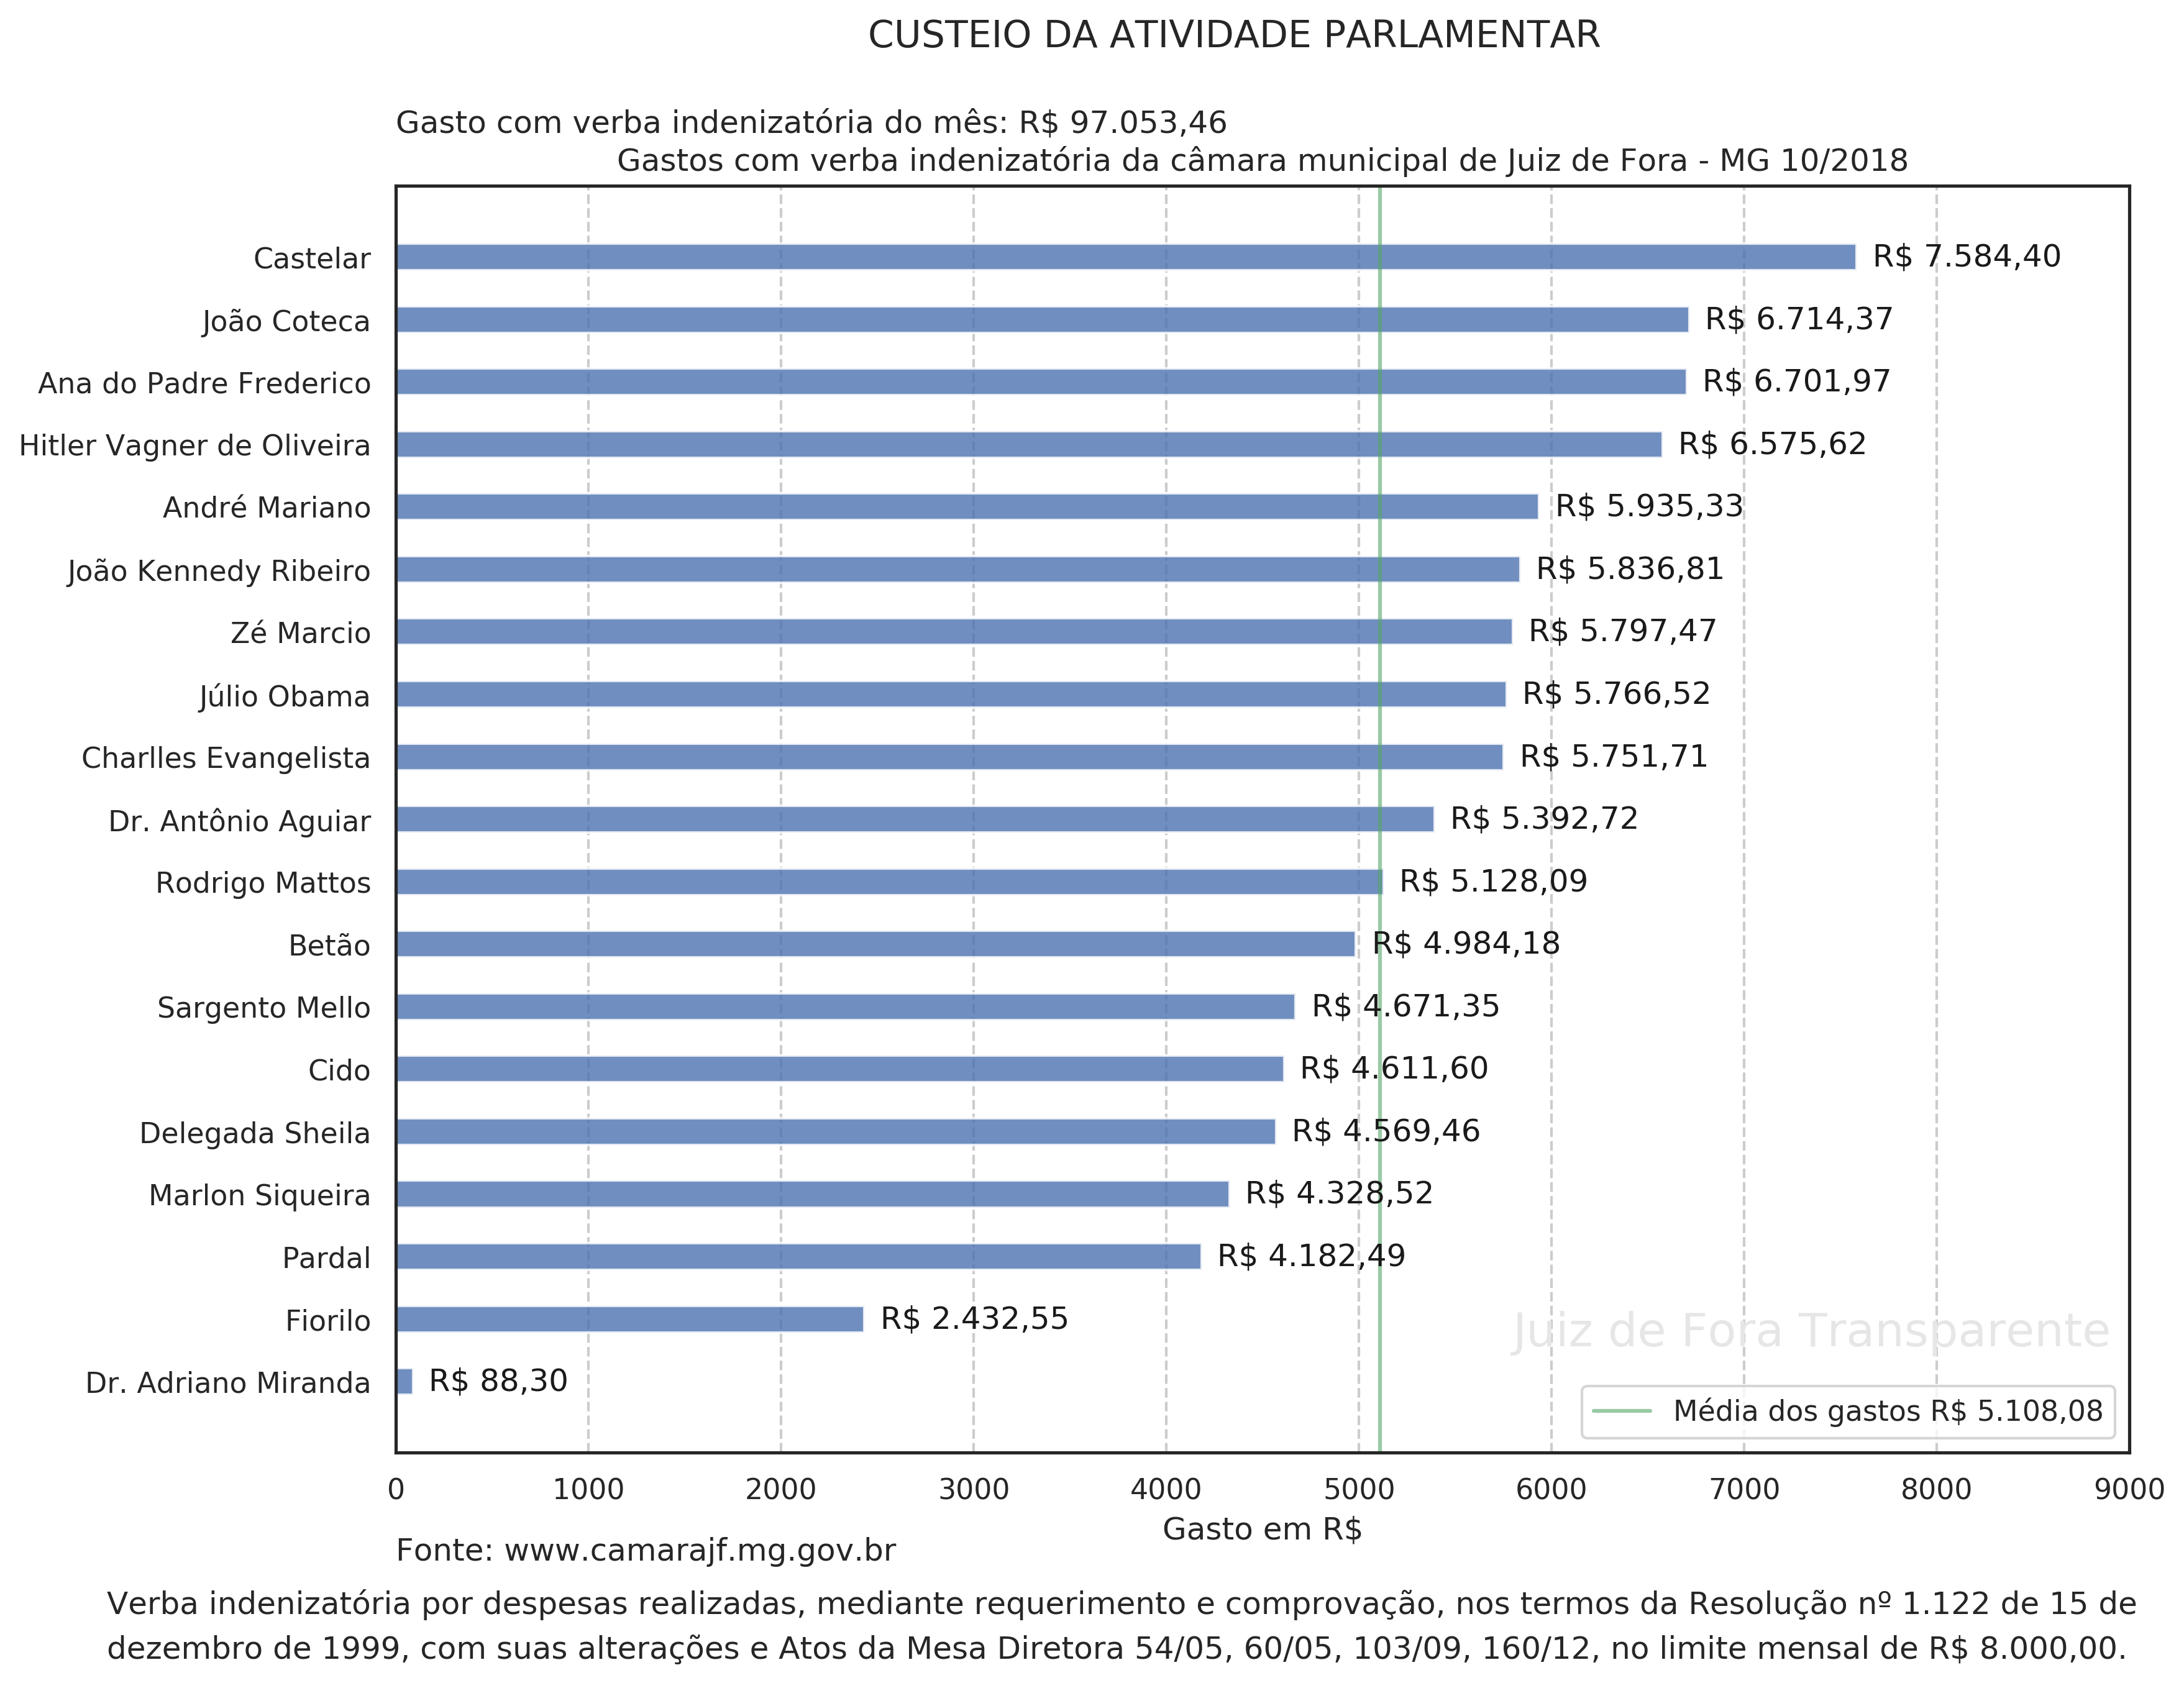 CUSTEIO DA ATIVIDADE PARLAMENTAR
Gasto com verba indenizatória do mês: R$ 97.053,46
Gastos com verba indenizatória da câmara municipal de Juiz de Fora - MG 10/2018
Castelar R$ 7.584,40
João Coteca R$ 6.714,37
Ana do Padre Frederico R$ 6.701,97
Hitler Vagner de Oliveira R$ 6.575,62
André Mariano R$ 5.935,33
João Kennedy Ribeiro R$ 5.836,81
Zé Marcio R$ 5.797,47
Júlio Obama R$ 5.766,52
Charlles Evangelista R$ 5.751,71
Dr. Antônio Aguiar R$ 5.392,72
Rodrigo Mattos R$ 5.128,09
Betão R$ 4.984,18
Sargento Mello R$ 4.671,35
Cido R$ 4.611,60
Delegada Sheila R$ 4.569,46
Marlon Siqueira R$ 4.328,52
Pardal R$ 4.182,49
Fiorilo R$ 2.432,55
Juiz de Fora Transparente
Dr. Adriano Miranda R$ 88,30
Média dos gastos R$ 5.108,08
0 1000 2000 3000 4000 5000 6000 7000 8000 9000
Gasto em R$
Fonte: www.camarajf.mg.gov.br
Verba indenizatória por despesas realizadas, mediante requerimento e comprovação, nos termos da Resolução nº 1.122 de 15 de
dezembro de 1999, com suas alterações e Atos da Mesa Diretora 54/05, 60/05, 103/09, 160/12, no limite mensal de R$ 8.000,00.